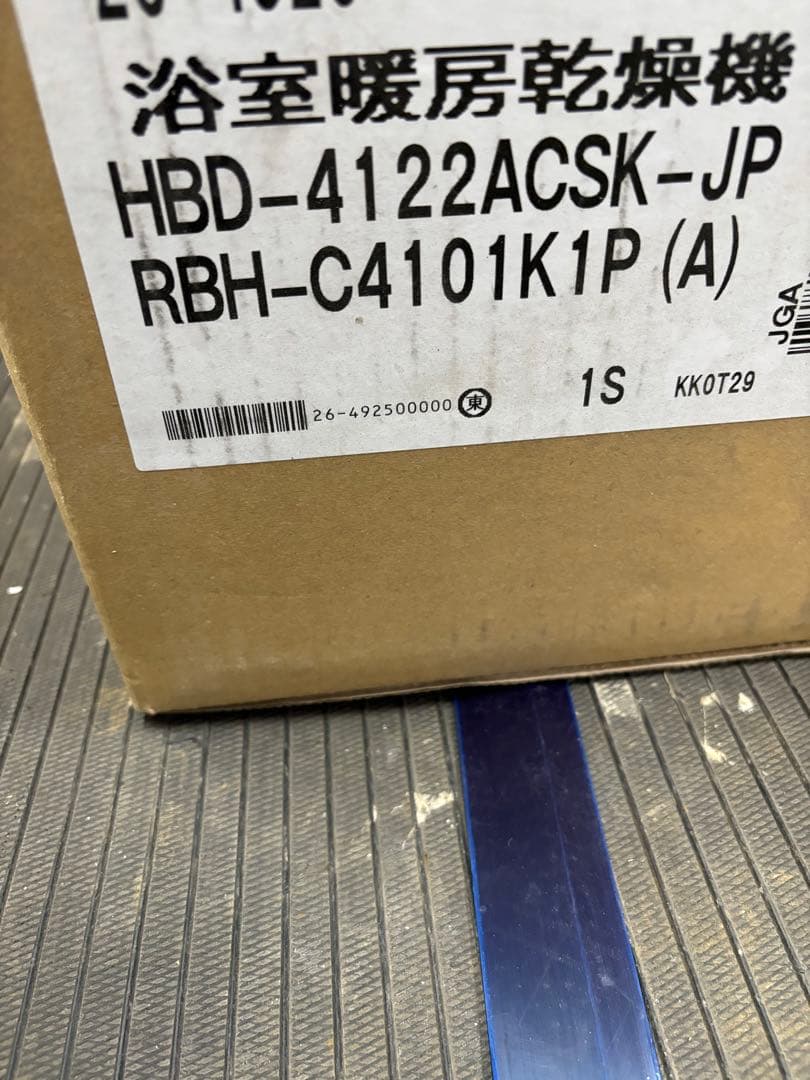 浴室暖房乾燥機
HBD-4122ACSK-JP
RBH-C4101K1P (A)
JGA
1S KK0T29
26-492500000 東